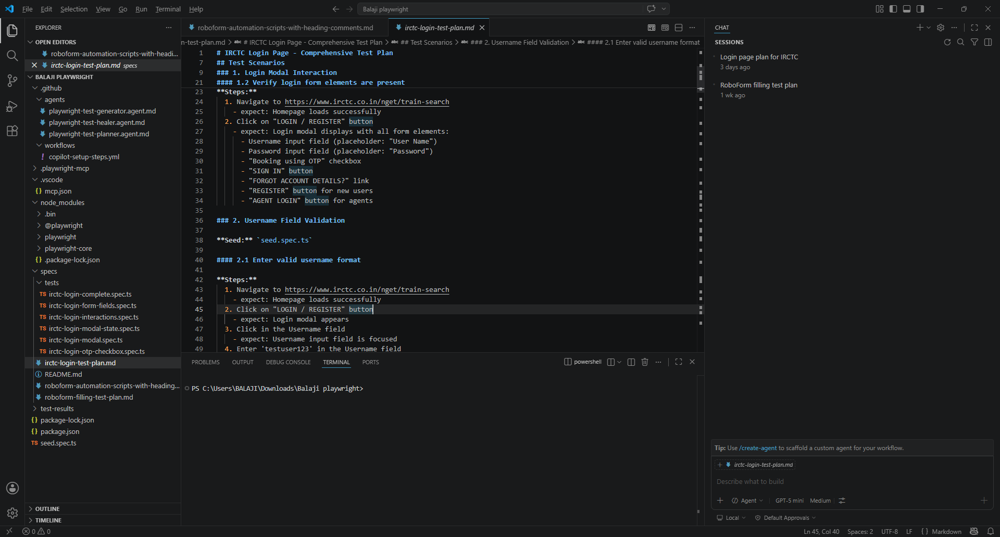 File Edit Selection View Go Run Terminal Help
Balaji playwright
EXPLORER
OPEN EDITORS
roboform-automation-scripts-with-headi...
irctc-login-test-plan.md specs
BALAJI PLAYWRIGHT
.github
agents
playwright-test-generator.agent.md
playwright-test-healer.agent.md
playwright-test-planner.agent.md
workflows
! copilot-setup-steps.yml
.playwright-mcp
.vscode
{} mcp.json
node_modules
.bin
@playwright
playwright
playwright-core
{} .package-lock.json
specs
tests
TS irctc-login-complete.spec.ts
TS irctc-login-form-fields.spec.ts
TS irctc-login-interactions.spec.ts
TS irctc-login-modal-state.spec.ts
TS irctc-login-modal.spec.ts
TS irctc-login-otp-checkbox.spec.ts
irctc-login-test-plan.md
README.md
roboform-automation-scripts-with-heading...
roboform-filling-test-plan.md
test-results
{} package-lock.json
{} package.json
TS seed.spec.ts
OUTLINE
TIMELINE
roboform-automation-scripts-with-heading-comments.md
irctc-login-test-plan.md
n-test-plan.md > abc # IRCTC Login Page - Comprehensive Test Plan > abc ## Test Scenarios > abc ### 2. Username Field Validation > abc #### 2.1 Enter valid username format
1 # IRCTC Login Page - Comprehensive Test Plan
7 ## Test Scenarios
9 ### 1. Login Modal Interaction
21 #### 1.2 Verify login form elements are present
23 **Steps:**
24 1. Navigate to https://www.irctc.co.in/nget/train-search
25 - expect: Homepage loads successfully
26 2. Click on "LOGIN / REGISTER" button
27 - expect: Login modal displays with all form elements:
28 - Username input field (placeholder: "User Name")
29 - Password input field (placeholder: "Password")
30 - "Booking using OTP" checkbox
31 - "SIGN IN" button
32 - "FORGOT ACCOUNT DETAILS?" link
33 - "REGISTER" button for new users
34 - "AGENT LOGIN" button for agents
35
36 ### 2. Username Field Validation
37
38 **Seed:** `seed.spec.ts`
39
40 #### 2.1 Enter valid username format
41
42 **Steps:**
43 1. Navigate to https://www.irctc.co.in/nget/train-search
44 - expect: Homepage loads successfully
45 2. Click on "LOGIN / REGISTER" button
46 - expect: Login modal appears
47 3. Click in the Username field
48 - expect: Username input field is focused
49 4. Enter 'testuser123' in the Username field
PROBLEMS OUTPUT DEBUG CONSOLE TERMINAL PORTS
powershell
PS C:\Users\BALAJI\Downloads\Balaji playwright>
CHAT
SESSIONS
Login page plan for IRCTC
3 days ago
RoboForm filling test plan
1 wk ago
Tip: Use /create-agent to scaffold a custom agent for your workflow.
irctc-login-test-plan.md
Describe what to build
Agent GPT-5 mini Medium
Local Default Approvals
0 0
Ln 45, Col 40 Spaces: 2 UTF-8 LF {} Markdown